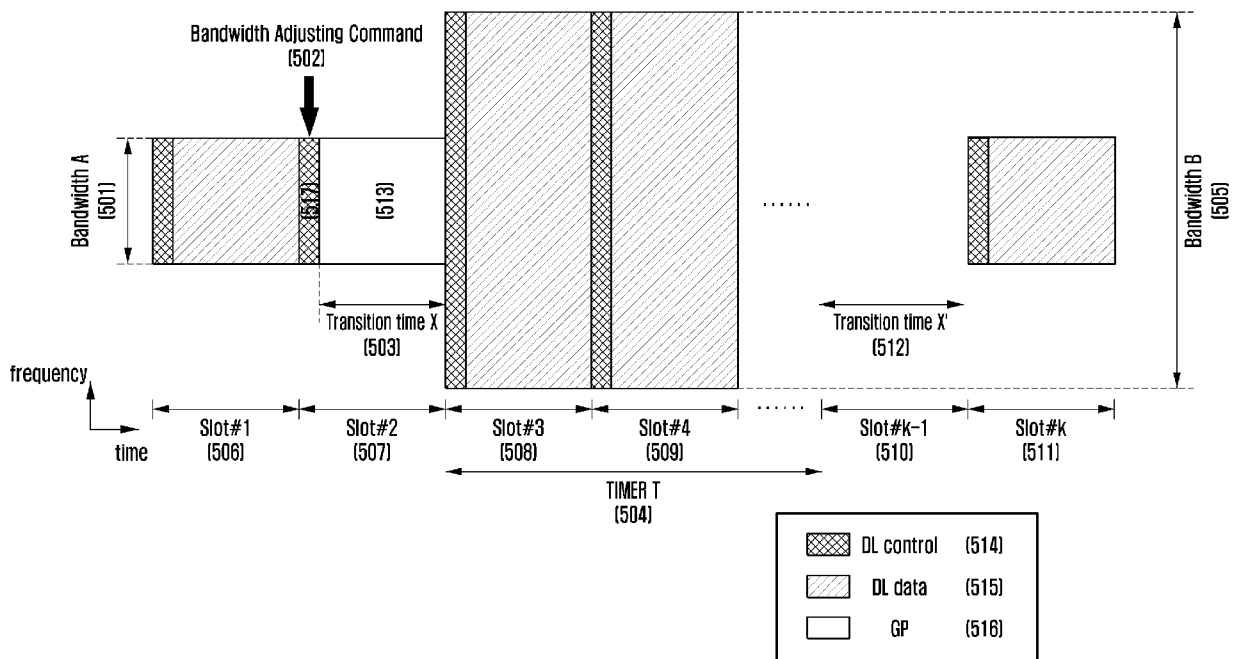 Bandwidth Adjusting Command
(502)
Bandwidth A
(501)
(517)
(513)
......
Bandwidth B
(505)
Transition time X
(503)
Transition time X'
(512)
frequency
time
Slot#1
(506)
Slot#2
(507)
Slot#3
(508)
Slot#4
(509)
......
Slot#k-1
(510)
Slot#k
(511)
TIMER T
(504)
DL control (514)
DL data (515)
GP (516)